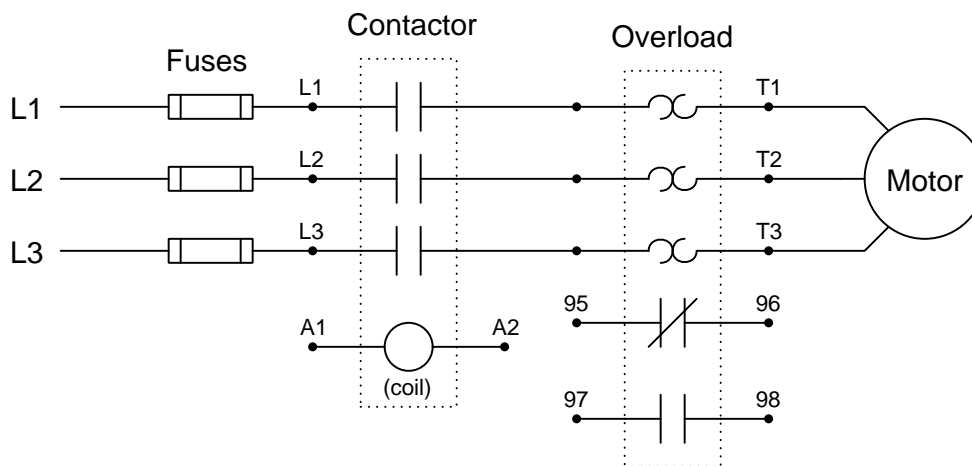 Contactor
Overload
Fuses
L1 L1 T1
L2 L2 T2 Motor
L3 L3 T3
95 96
A1 A2
(coil)
97 98